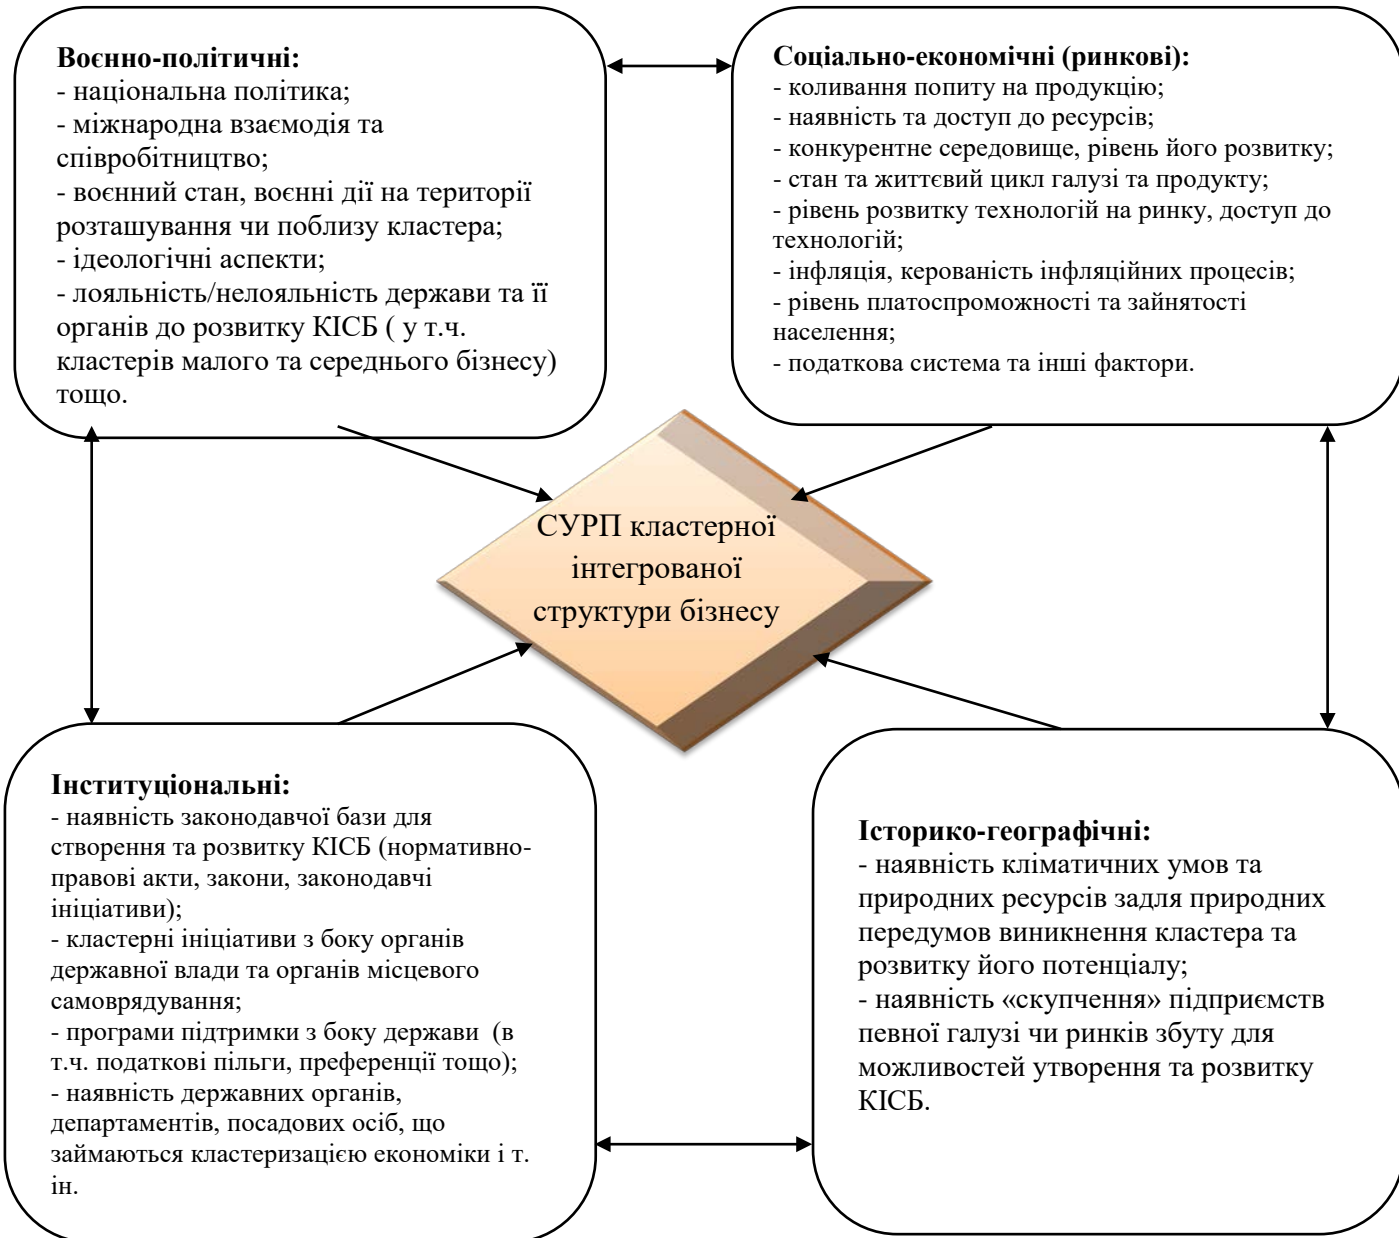 Воєнно-політичні:
- національна політика;
- міжнародна взаємодія та
співробітництво;
- воєнний стан, воєнні дії на території
розташування чи поблизу кластера;
- ідеологічні аспекти;
- лояльність/нелояльність держави та її
органів до розвитку КІСБ ( у т.ч.
кластерів малого та середнього бізнесу)
тощо.
Соціально-економічні (ринкові):
- коливання попиту на продукцію;
- наявність та доступ до ресурсів;
- конкурентне середовище, рівень його розвитку;
- стан та життєвий цикл галузі та продукту;
- рівень розвитку технологій на ринку, доступ до
технологій;
- інфляція, керованість інфляційних процесів;
- рівень платоспроможності та зайнятості
населення;
- податкова система та інші фактори.
СУРП кластерної
інтегрованої
структури бізнесу
Інституціональні:
- наявність законодавчої бази для
створення та розвитку КІСБ (нормативно-
правові акти, закони, законодавчі
ініціативи);
- кластерні ініціативи з боку органів
державної влади та органів місцевого
самоврядування;
- програми підтримки з боку держави (в
т.ч. податкові пільги, преференції тощо);
- наявність державних органів,
департаментів, посадових осіб, що
займаються кластеризацією економіки і т.
ін.
Історико-географічні:
- наявність кліматичних умов та
природних ресурсів задля природних
передумов виникнення кластера та
розвитку його потенціалу;
- наявність «скупчення» підприємств
певної галузі чи ринків збуту для
можливостей утворення та розвитку
КІСБ.